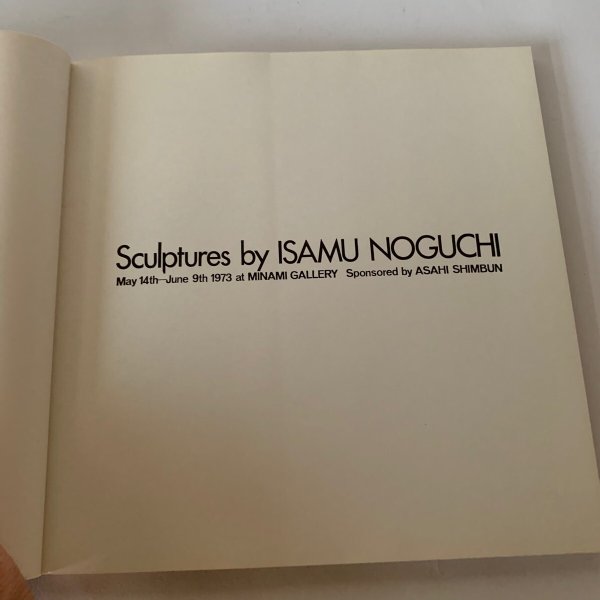 Sculptures by ISAMU NOGUCHI
May 14th—June 9th 1973 at MINAMI GALLERY Sponsored by ASAHI SHIMBUN